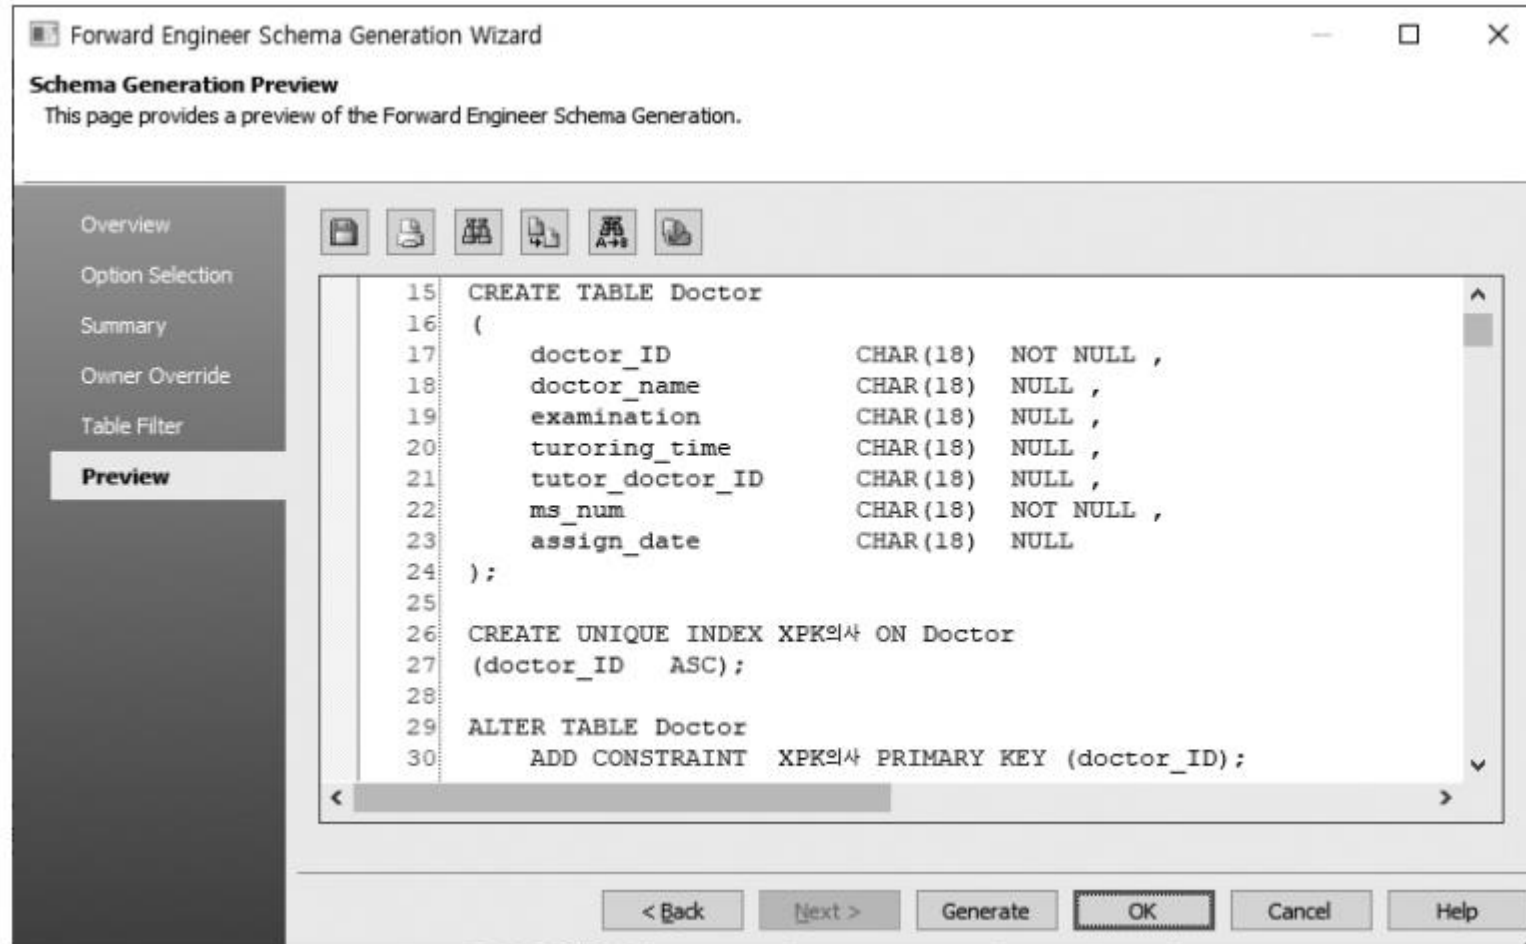 Forward Engineer Schema Generation Wizard
Schema Generation Preview
This page provides a preview of the Forward Engineer Schema Generation.
Overview
Option Selection
Summary
Owner Override
Table Filter
Preview
A→B
15 CREATE TABLE Doctor
16 (
17 doctor_ID CHAR(18) NOT NULL ,
18 doctor_name CHAR(18) NULL ,
19 examination CHAR(18) NULL ,
20 turoring_time CHAR(18) NULL ,
21 tutor_doctor_ID CHAR(18) NULL ,
22 ms_num CHAR(18) NOT NULL ,
23 assign_date CHAR(18) NULL
24 );
25
26 CREATE UNIQUE INDEX XPK의사 ON Doctor
27 (doctor_ID ASC);
28
29 ALTER TABLE Doctor
30 ADD CONSTRAINT XPK의사 PRIMARY KEY (doctor_ID);
< Back Next > Generate OK Cancel Help